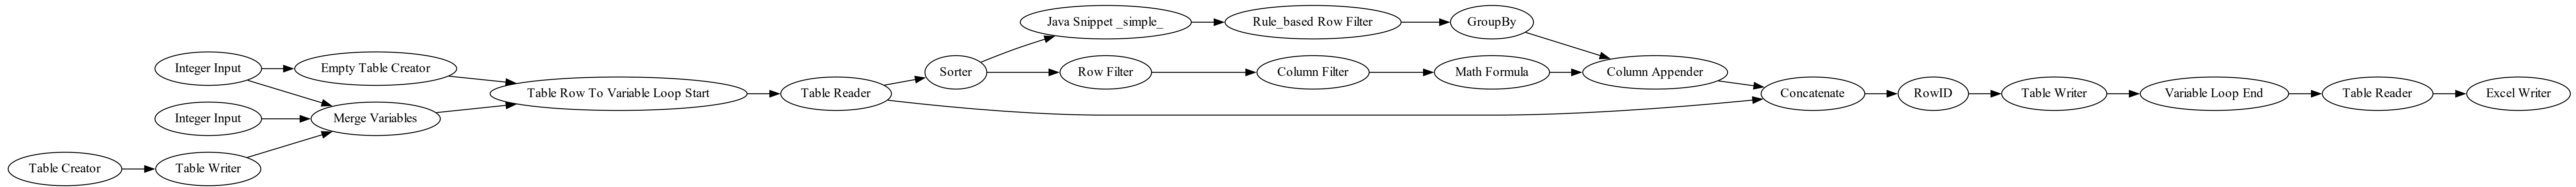 Java Snippet _simple_
Rule_based Row Filter
GroupBy
Integer Input
Empty Table Creator
Sorter
Row Filter
Column Filter
Math Formula
Column Appender
Table Row To Variable Loop Start
Table Reader
Concatenate
RowID
Table Writer
Variable Loop End
Table Reader
Excel Writer
Integer Input
Merge Variables
Table Creator
Table Writer